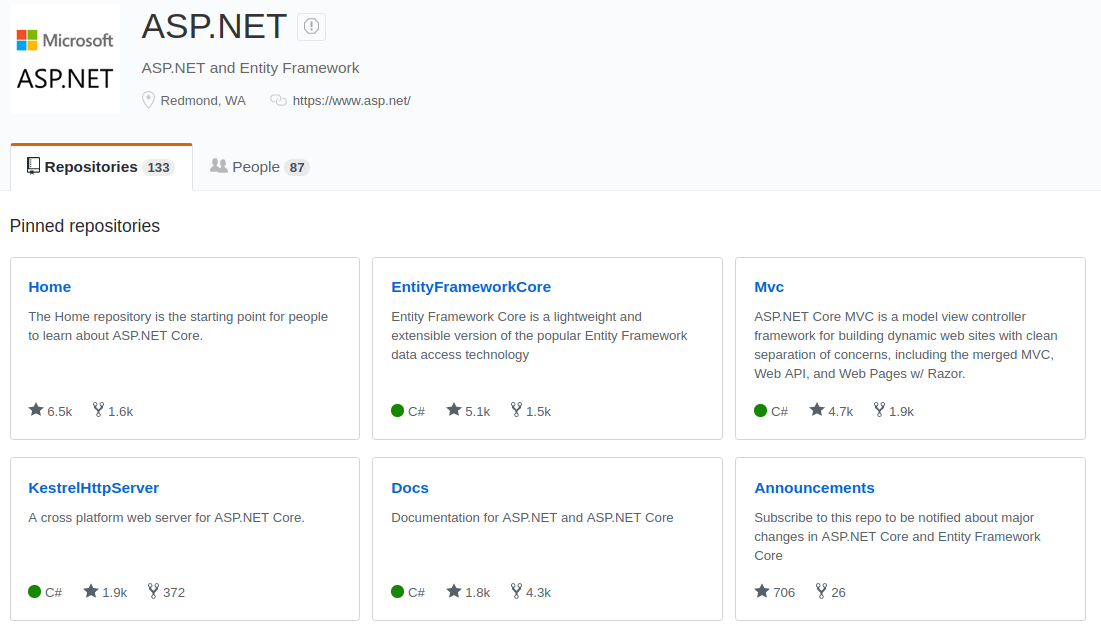 Microsoft
ASP.NET
ASP.NET
ASP.NET and Entity Framework
Redmond, WA https://www.asp.net/
Repositories 133 People 87
Pinned repositories
Home
The Home repository is the starting point for people
to learn about ASP.NET Core.
6.5k 1.6k
EntityFrameworkCore
Entity Framework Core is a lightweight and
extensible version of the popular Entity Framework
data access technology
C# 5.1k 1.5k
Mvc
ASP.NET Core MVC is a model view controller
framework for building dynamic web sites with clean
separation of concerns, including the merged MVC,
Web API, and Web Pages w/ Razor.
C# 4.7k 1.9k
KestrelHttpServer
A cross platform web server for ASP.NET Core.
C# 1.9k 372
Docs
Documentation for ASP.NET and ASP.NET Core
C# 1.8k 4.3k
Announcements
Subscribe to this repo to be notified about major
changes in ASP.NET Core and Entity Framework
Core
706 26